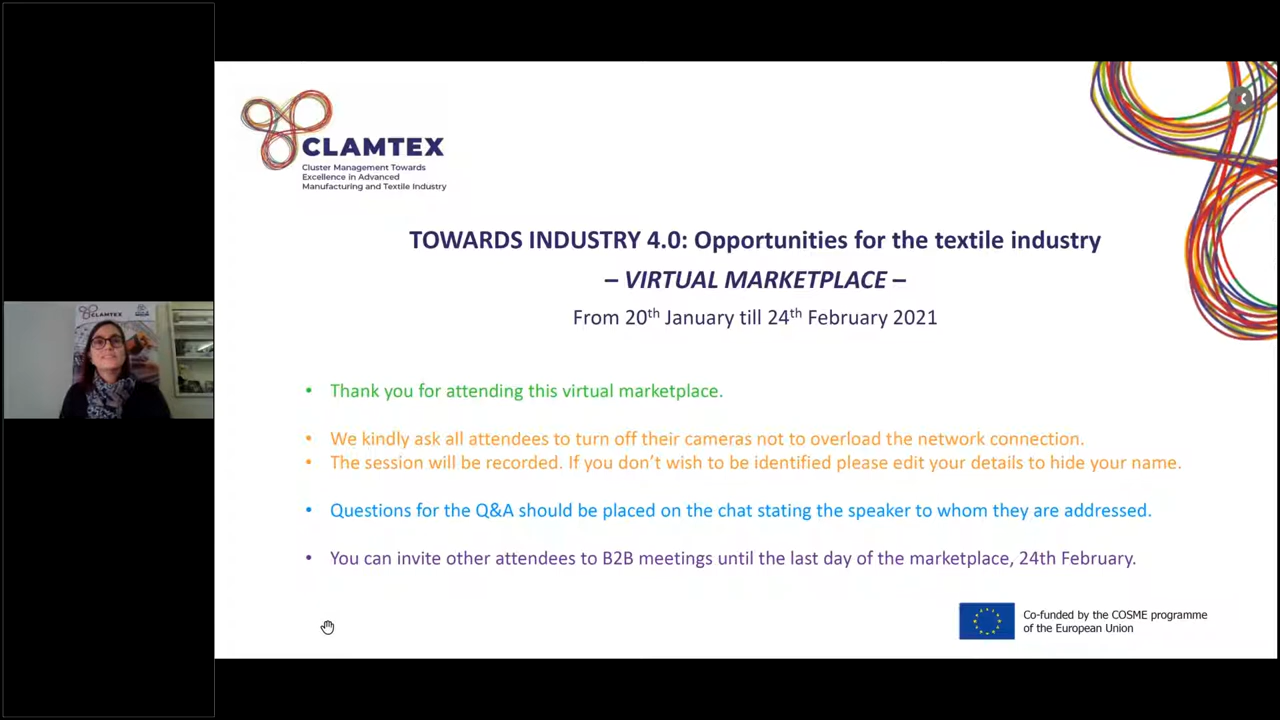 CLAMTEX
Cluster Management Towards
Excellence in Advanced
Manufacturing and Textile Industry
TOWARDS INDUSTRY 4.0: Opportunities for the textile industry
– VIRTUAL MARKETPLACE –
From 20th January till 24th February 2021
• Thank you for attending this virtual marketplace.
• We kindly ask all attendees to turn off their cameras not to overload the network connection.
• The session will be recorded. If you don’t wish to be identified please edit your details to hide your name.
• Questions for the Q&A should be placed on the chat stating the speaker to whom they are addressed.
• You can invite other attendees to B2B meetings until the last day of the marketplace, 24th February.
Co-funded by the COSME programme
of the European Union
CLAMTEX